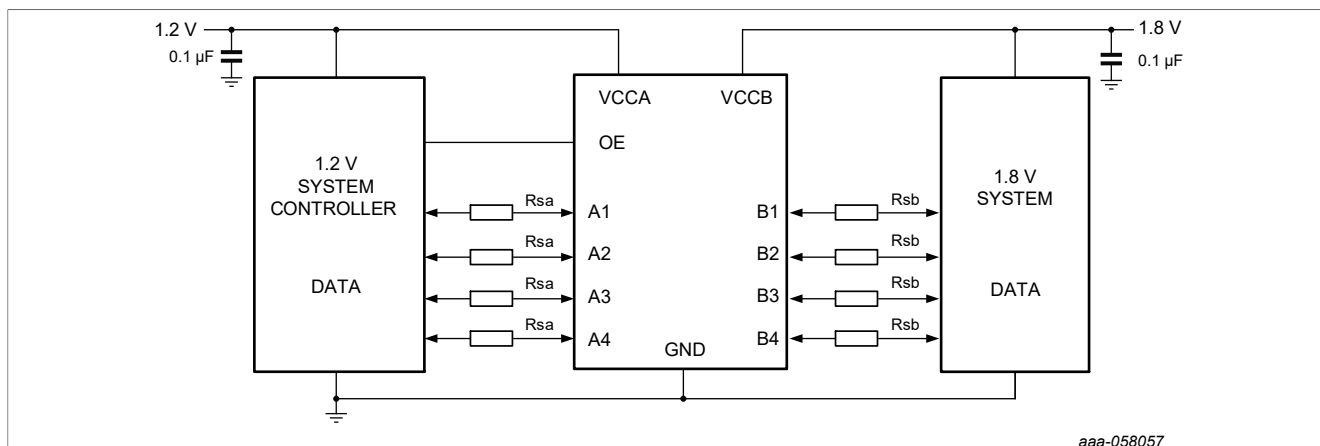 1.2 V
1.8 V
0.1 µF
0.1 µF
VCCA
VCCB
OE
1.2 V
SYSTEM
CONTROLLER
DATA
1.8 V
SYSTEM
DATA
Rsa
A1
B1
Rsb
Rsa
A2
B2
Rsb
Rsa
A3
B3
Rsb
Rsa
A4
B4
Rsb
GND
aaa-058057